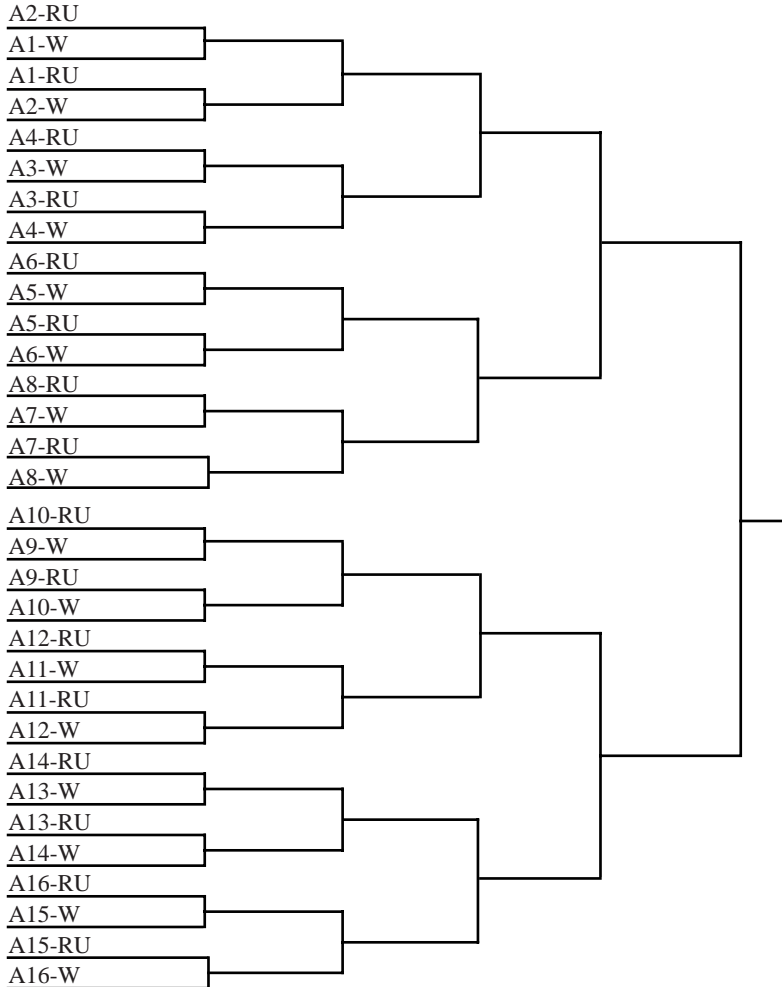 A2-RU
A1-W
A1-RU
A2-W
A4-RU
A3-W
A3-RU
A4-W
A6-RU
A5-W
A5-RU
A6-W
A8-RU
A7-W
A7-RU
A8-W
A10-RU
A9-W
A9-RU
A10-W
A12-RU
A11-W
A11-RU
A12-W
A14-RU
A13-W
A13-RU
A14-W
A16-RU
A15-W
A15-RU
A16-W